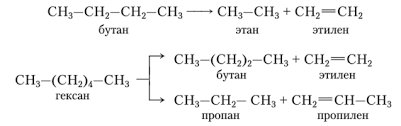 CH₃—CH₂—CH₂—CH₃ ⟶ CH₃—CH₃ + CH₂=CH₂
бутан этан этилен
CH₃—(CH₂)₂—CH₃ + CH₂=CH₂
бутан этилен
CH₃—(CH₂)₄—CH₃
гексан
CH₃—CH₂— CH₃ + CH₂=CH—CH₃
пропан пропилен